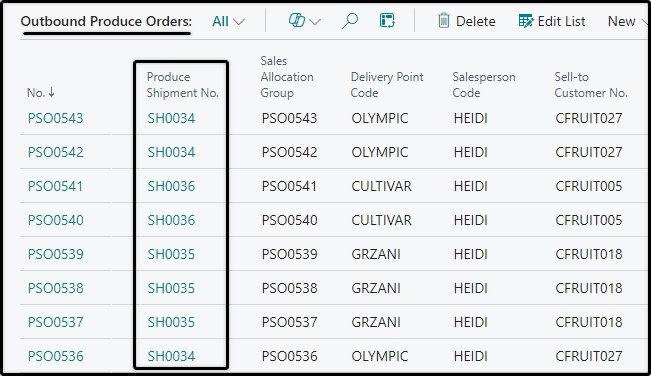 Outbound Produce Orders: All Delete Edit List New
No. ↓ Produce Shipment No. Sales Allocation Group Delivery Point Code Salesperson Code Sell-to Customer No.
PSO0543 SH0034 PSO0543 OLYMPIC HEIDI CFRUIT027
PSO0542 SH0034 PSO0542 OLYMPIC HEIDI CFRUIT027
PSO0541 SH0036 PSO0541 CULTIVAR HEIDI CFRUIT005
PSO0540 SH0036 PSO0540 CULTIVAR HEIDI CFRUIT005
PSO0539 SH0035 PSO0539 GRZANI HEIDI CFRUIT018
PSO0538 SH0035 PSO0538 GRZANI HEIDI CFRUIT018
PSO0537 SH0035 PSO0537 GRZANI HEIDI CFRUIT018
PSO0536 SH0034 PSO0536 OLYMPIC HEIDI CFRUIT027